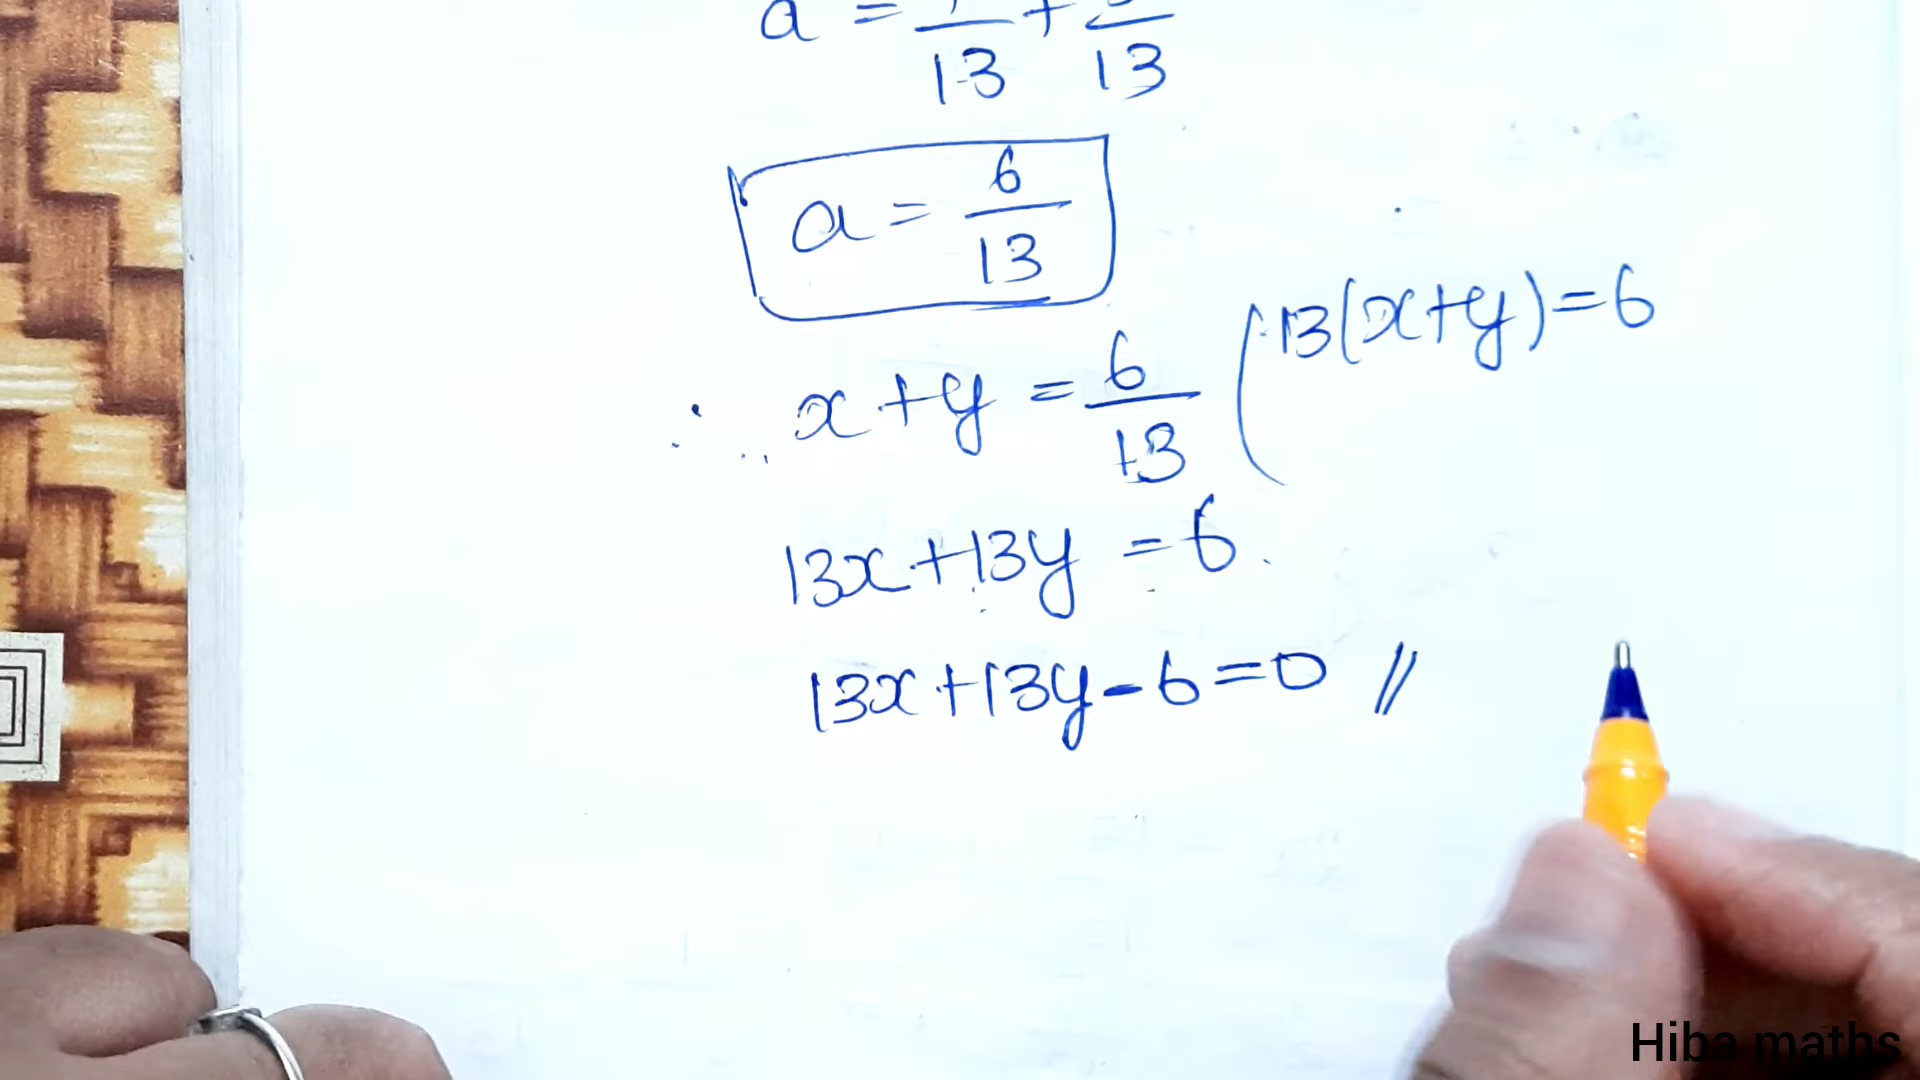 a = /13 + /13
a = 6/13
13(x+y)=6
∴ x+y = 6/13
13x+13y = 6
13x+13y-6=0 //
Hiba maths